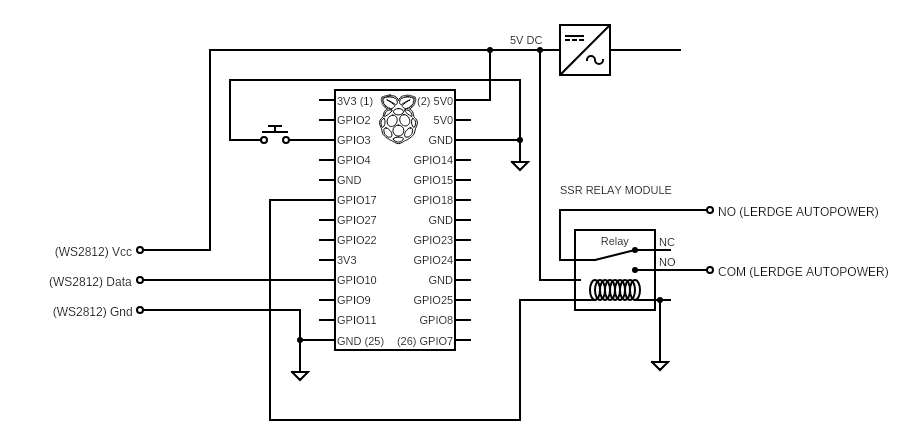 5V DC
3V3 (1) (2) 5V0
GPIO2 5V0
GPIO3 GND
GPIO4 GPIO14
GND GPIO15
GPIO17 GPIO18
GPIO27 GND
GPIO22 GPIO23
3V3 GPIO24
GPIO10 GND
GPIO9 GPIO25
GPIO11 GPIO8
GND (25) (26) GPIO7
(WS2812) Vcc
(WS2812) Data
(WS2812) Gnd
SSR RELAY MODULE
Relay
NC
NO
NO (LERDGE AUTOPOWER)
COM (LERDGE AUTOPOWER)